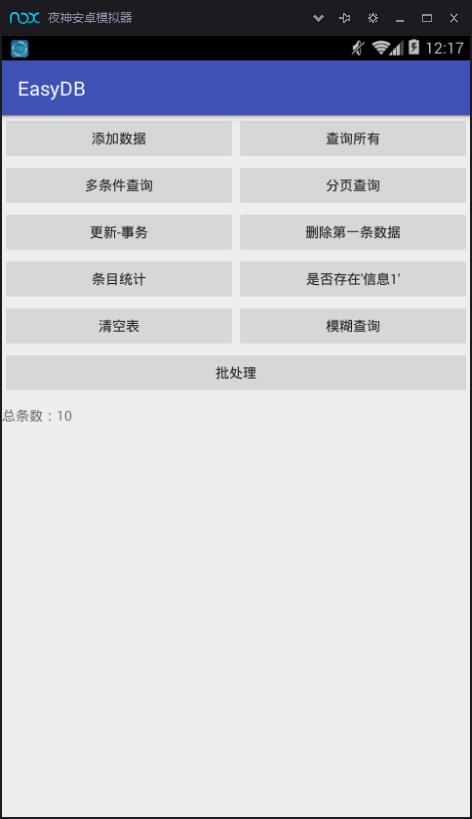 nox 夜神安卓模拟器
12:17
EasyDB
添加数据 查询所有
多条件查询 分页查询
更新-事务 删除第一条数据
条目统计 是否存在'信息1'
清空表 模糊查询
批处理
总条数：10